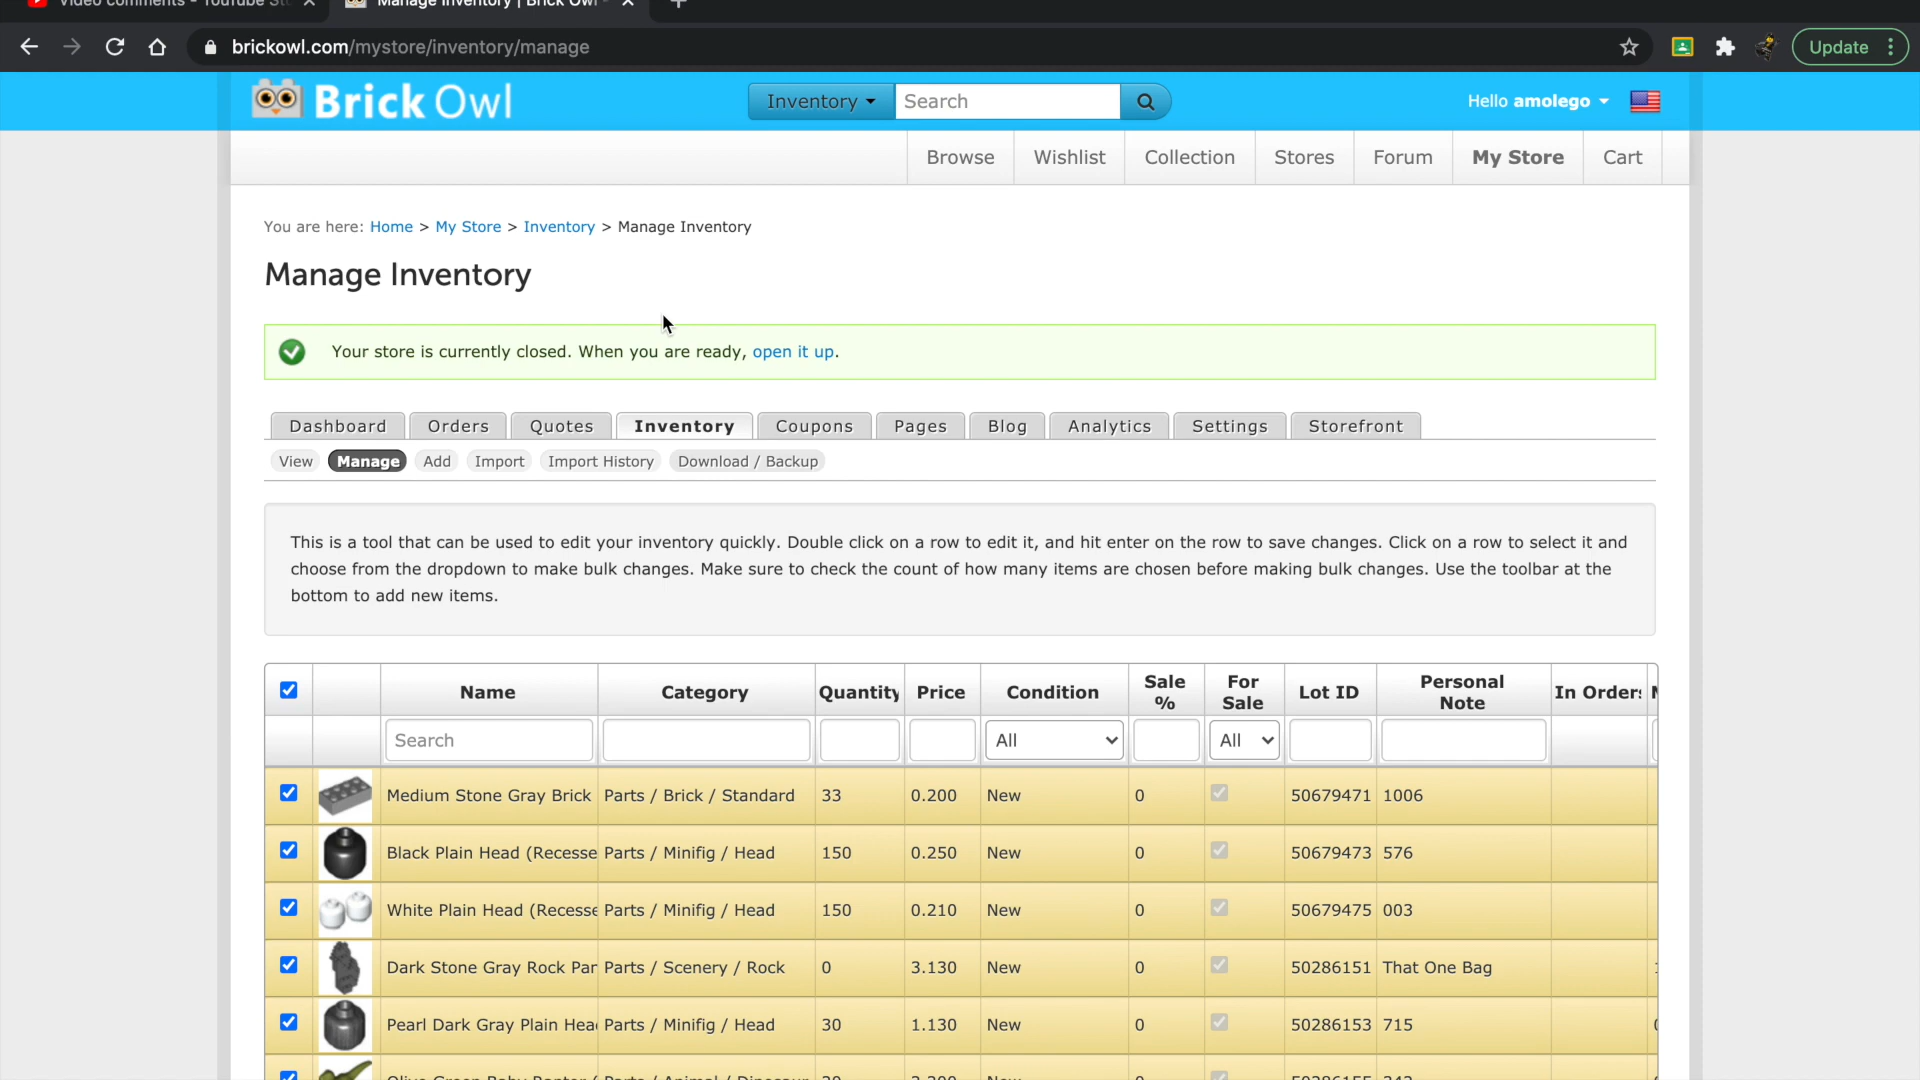 Video comments - YouTube St
Manage Inventory | Brick Owl -
brickowl.com/mystore/inventory/manage
Update
Brick Owl
Inventory
Search
Hello amolego
Browse
Wishlist
Collection
Stores
Forum
My Store
Cart
You are here: Home > My Store > Inventory > Manage Inventory
Manage Inventory
Your store is currently closed. When you are ready, open it up.
Dashboard
Orders
Quotes
Inventory
Coupons
Pages
Blog
Analytics
Settings
Storefront
View
Manage
Add
Import
Import History
Download / Backup
This is a tool that can be used to edit your inventory quickly. Double click on a row to edit it, and hit enter on the row to save changes. Click on a row to select it and
choose from the dropdown to make bulk changes. Make sure to check the count of how many items are chosen before making bulk changes. Use the toolbar at the
bottom to add new items.
Name Category Quantity Price Condition Sale % For Sale Lot ID Personal Note In Orders
Search All All
Medium Stone Gray Brick Parts / Brick / Standard 33 0.200 New 0 50679471 1006
Black Plain Head (Recesse Parts / Minifig / Head 150 0.250 New 0 50679473 576
White Plain Head (Recesse Parts / Minifig / Head 150 0.210 New 0 50679475 003
Dark Stone Gray Rock Par Parts / Scenery / Rock 0 3.130 New 0 50286151 That One Bag
Pearl Dark Gray Plain Hea Parts / Minifig / Head 30 1.130 New 0 50286153 715